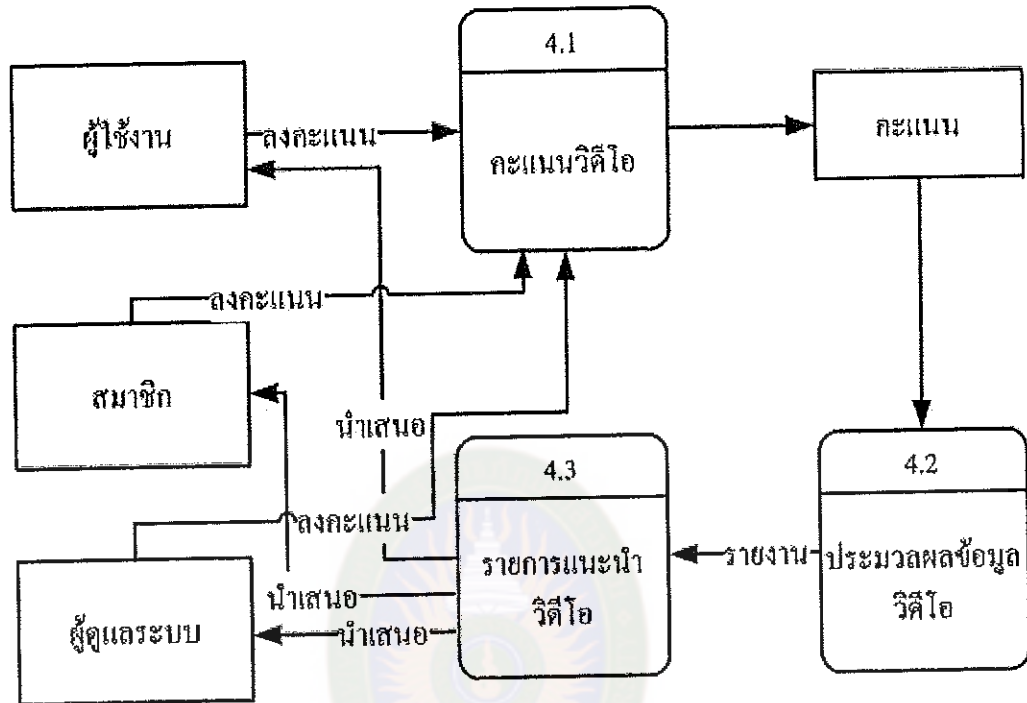 4.1
ผู้ใช้งาน
ลงคะแนน
คะแนนวิดีโอ
คะแนน
ลงคะแนน
สมาชิก
นำเสนอ
4.3
4.2
ลงคะแนน
รายการแนะนำ
วิดีโอ
รายงาน
ประมวลผลข้อมูล
วิดีโอ
นำเสนอ
ผู้ดูแลระบบ
นำเสนอ